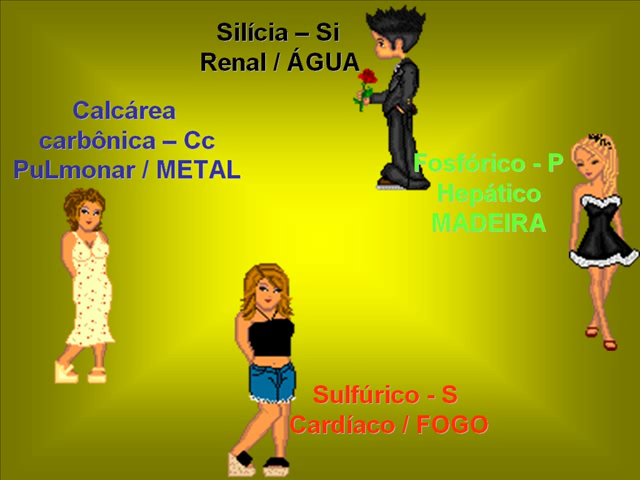 Silícia – Si
Renal / ÁGUA
Calcárea
carbônica – Cc
PuLmonar / METAL
Fosfórico - P
Hepático
MADEIRA
Sulfúrico - S
Cardíaco / FOGO